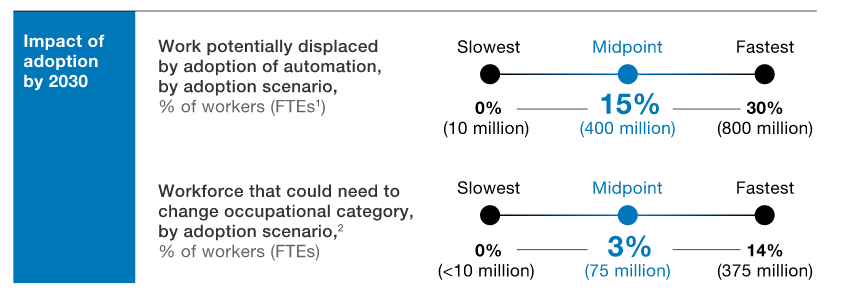 Impact of
adoption
by 2030
Work potentially displaced
by adoption of automation,
by adoption scenario,
% of workers (FTEs¹)
Slowest Midpoint Fastest
0% 15% 30%
(10 million) (400 million) (800 million)
Workforce that could need to
change occupational category,
by adoption scenario,²
% of workers (FTEs)
Slowest Midpoint Fastest
0% 3% 14%
(<10 million) (75 million) (375 million)